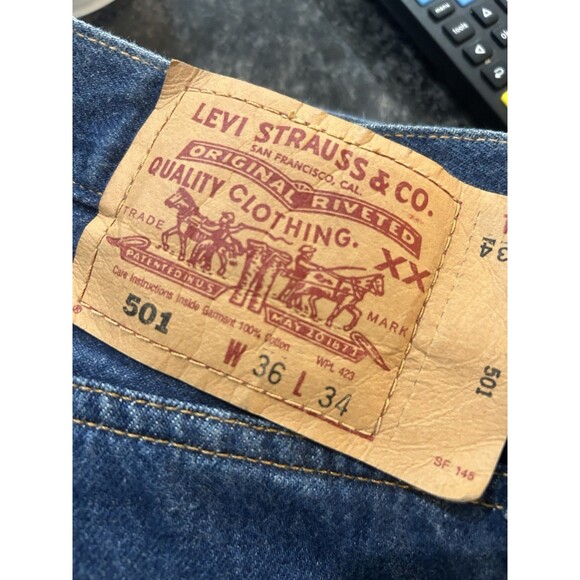 LEVI STRAUSS & CO.
SAN FRANCISCO, CAL.
ORIGINAL RIVETED
QUALITY CLOTHING.
XX
TRADE MARK
PATENTED IN U.S.
MAY 20 1873
Care Instructions Inside Garment 100% Cotton WPL 423
®
501
W 36 L 34
34
501
SF 145